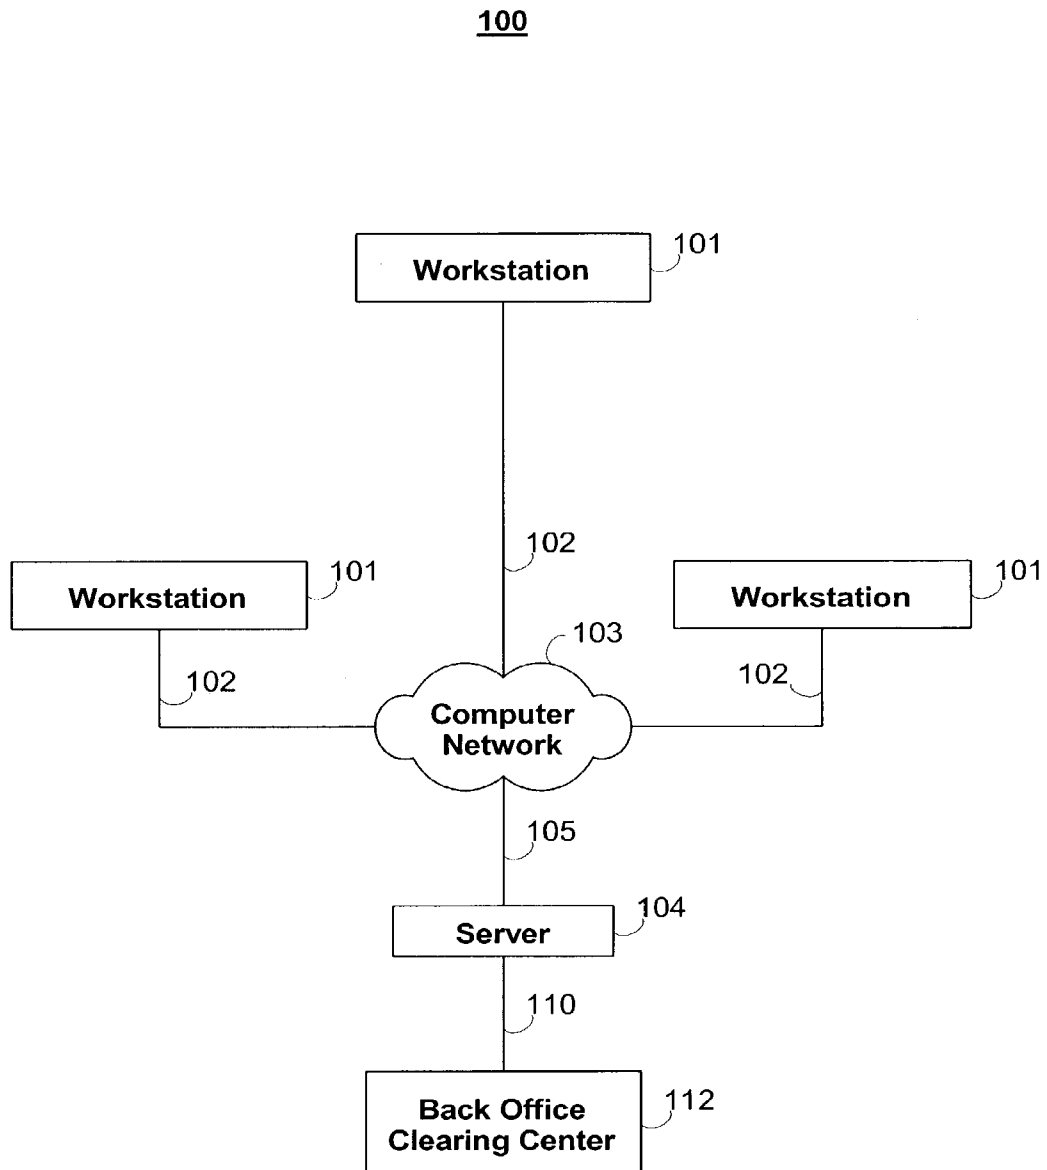 100
Workstation
101
102
Workstation
101
Workstation
101
103
102
102
Computer
Network
105
Server
104
110
Back Office
Clearing Center
112